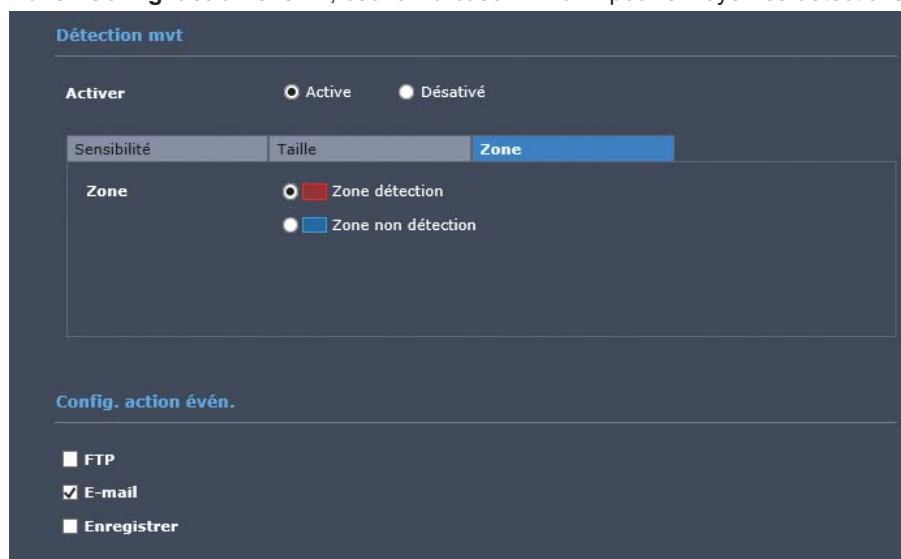 Détection mvt
Activer Active Désativé
Sensibilité Taille Zone
Zone Zone détection
Zone non détection
Config. action évén.
FTP
E-mail
Enregistrer